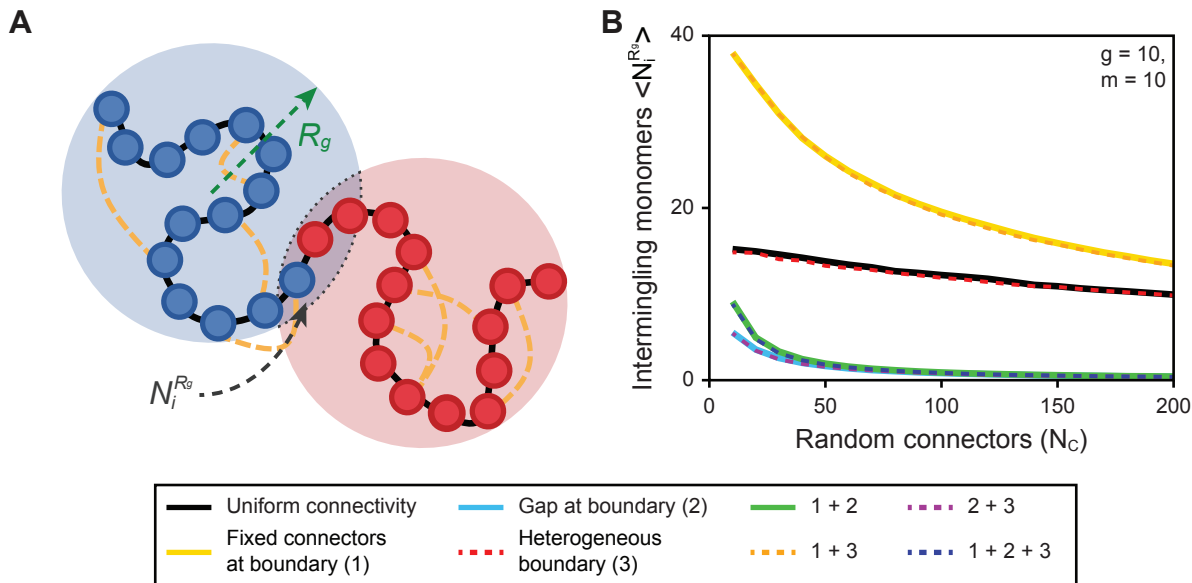 A
R_g
N_i^{R_g}
B
Intermingling monomers <N_i^{R_g}>
40
20
0
g = 10,
m = 10
0
50
100
150
200
Random connectors (N_C)
Uniform connectivity
Fixed connectors
at boundary (1)
Gap at boundary (2)
Heterogeneous
boundary (3)
1 + 2
1 + 3
2 + 3
1 + 2 + 3